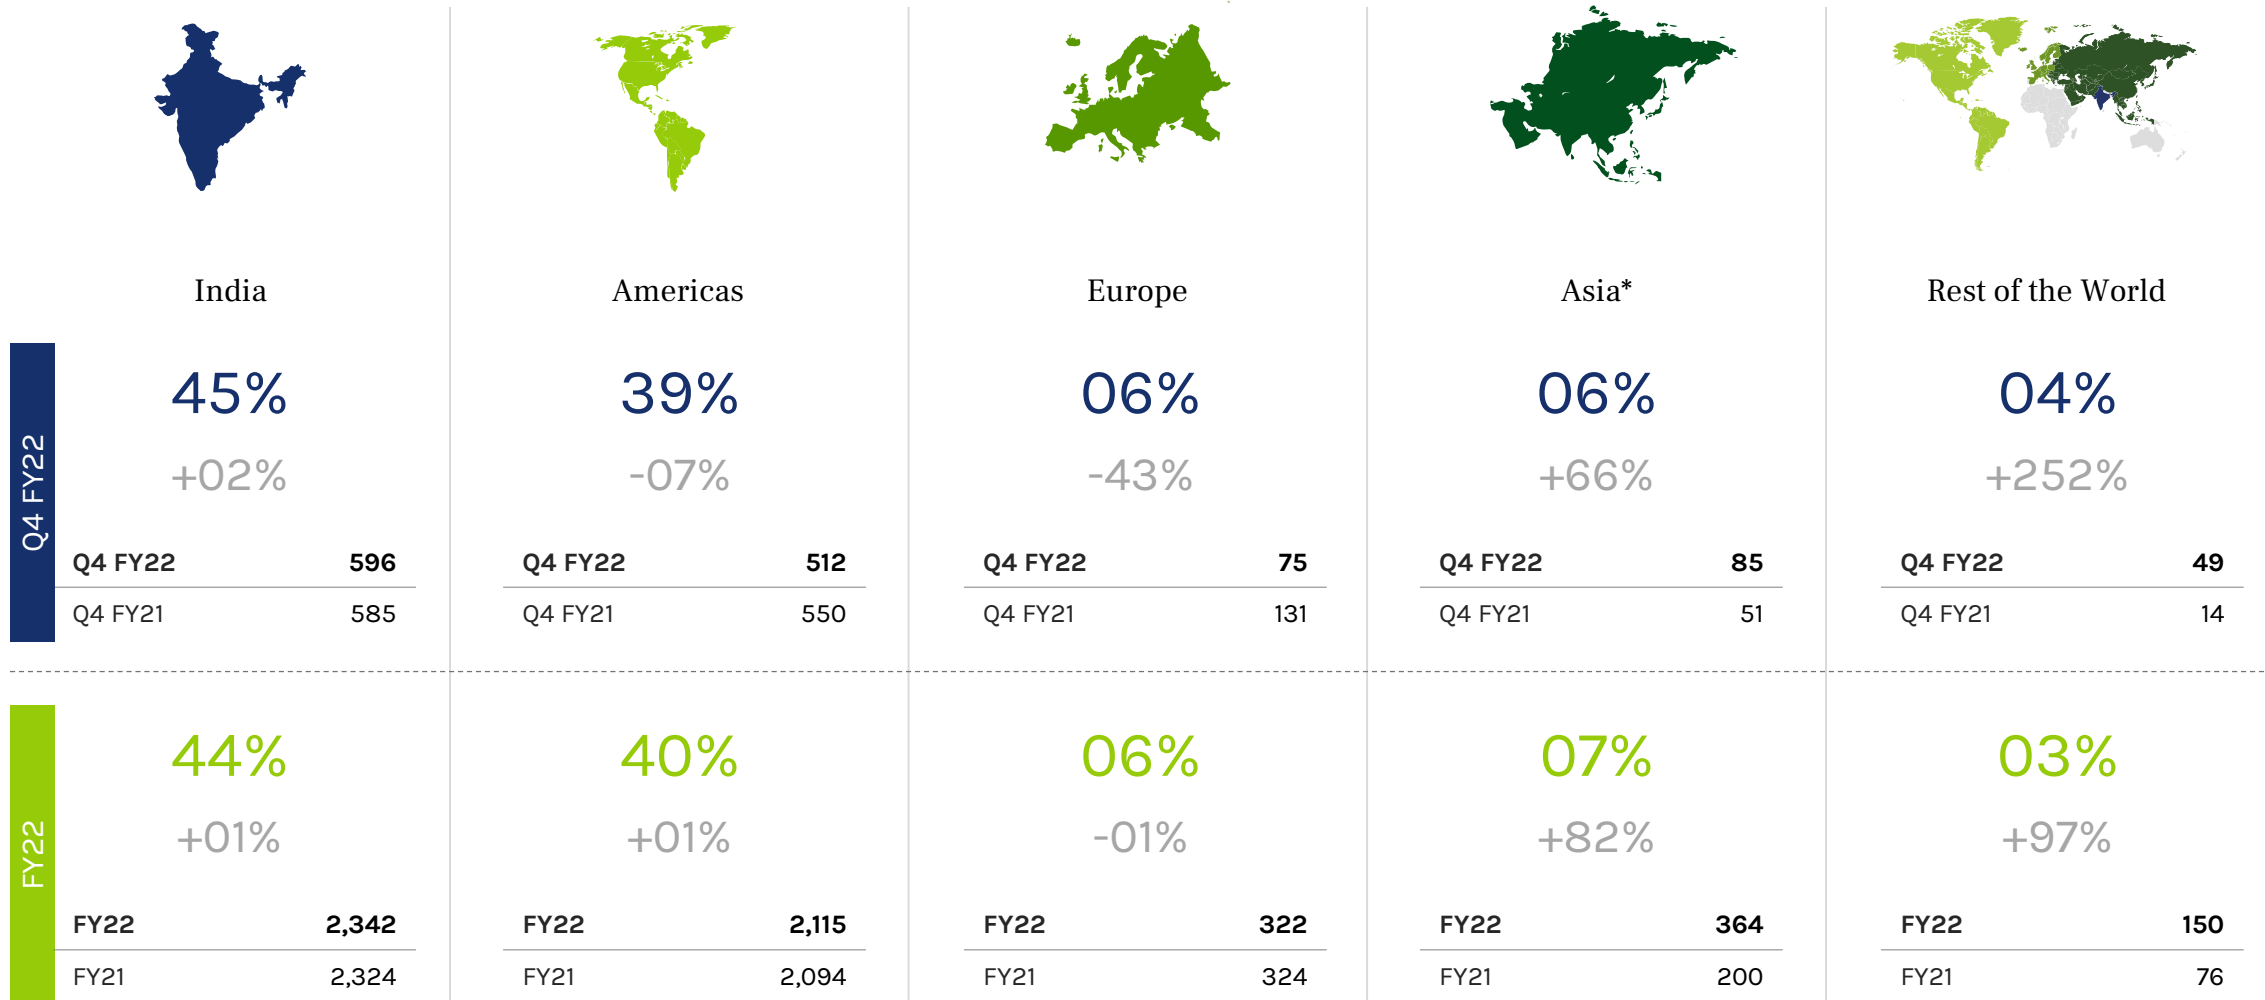 India Americas Europe Asia* Rest of the World
Q4 FY22
45% 39% 06% 06% 04%
+02% -07% -43% +66% +252%
Q4 FY22 596 Q4 FY22 512 Q4 FY22 75 Q4 FY22 85 Q4 FY22 49
Q4 FY21 585 Q4 FY21 550 Q4 FY21 131 Q4 FY21 51 Q4 FY21 14
FY22
44% 40% 06% 07% 03%
+01% +01% -01% +82% +97%
FY22 2,342 FY22 2,115 FY22 322 FY22 364 FY22 150
FY21 2,324 FY21 2,094 FY21 324 FY21 200 FY21 76